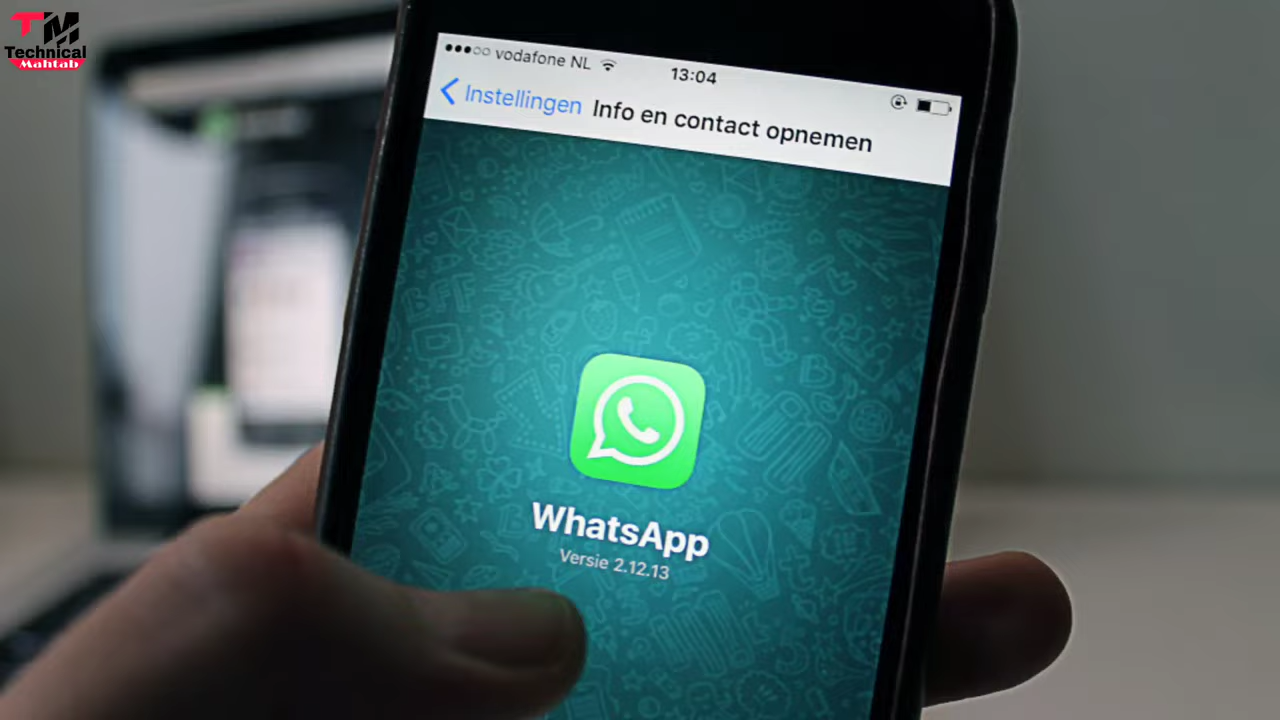 TM
Technical
Mahtab
vodafone NL 13:04
Instellingen Info en contact opnemen
WhatsApp
Versie 2.12.13